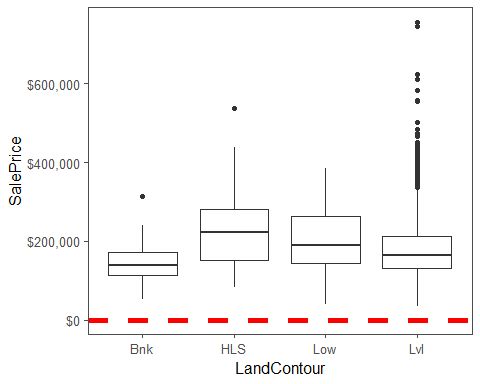 $600,000
$400,000
$200,000
$0
SalePrice
Bnk HLS Low Lvl
LandContour